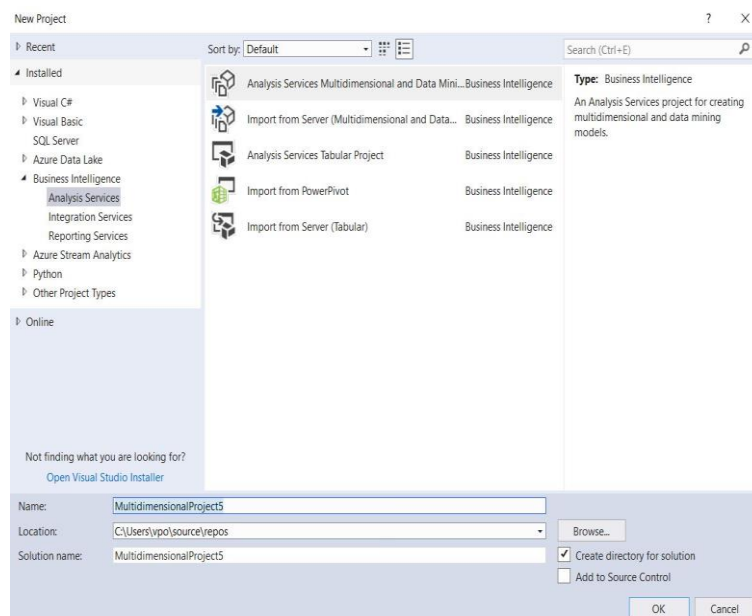 New Project
? X
Recent
Sort by: Default
Search (Ctrl+E)
Installed
Visual C#
Visual Basic
SQL Server
Azure Data Lake
Business Intelligence
Analysis Services
Integration Services
Reporting Services
Azure Stream Analytics
Python
Other Project Types
Online
Not finding what you are looking for?
Open Visual Studio Installer
Analysis Services Multidimensional and Data Mini... Business Intelligence
Import from Server (Multidimensional and Data... Business Intelligence
Analysis Services Tabular Project Business Intelligence
Import from PowerPivot Business Intelligence
Import from Server (Tabular) Business Intelligence
Type: Business Intelligence
An Analysis Services project for creating
multidimensional and data mining
models.
Name: MultidimensionalProject5
Location: C:\Users\vpo\source\repos Browse...
Solution name: MultidimensionalProject5
Create directory for solution
Add to Source Control
OK Cancel